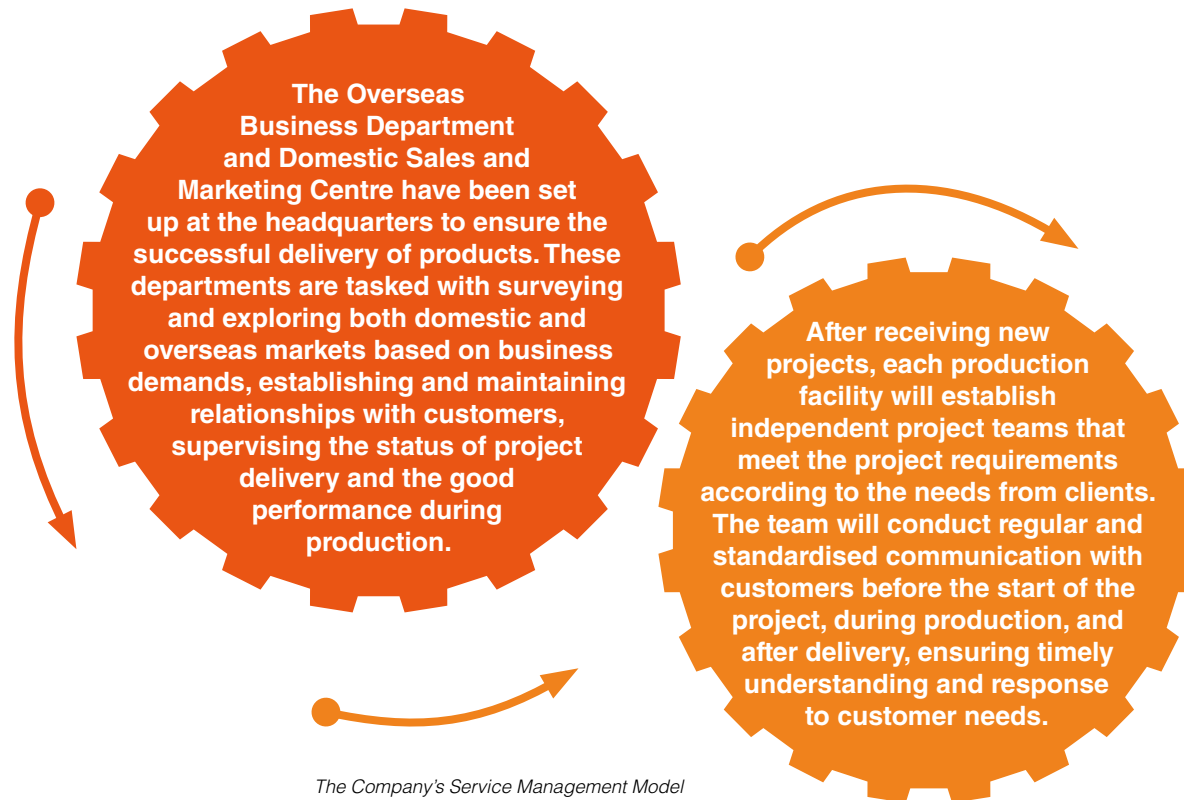 The Overseas
Business Department
and Domestic Sales and
Marketing Centre have been set
up at the headquarters to ensure the
successful delivery of products. These
departments are tasked with surveying
and exploring both domestic and
overseas markets based on business
demands, establishing and maintaining
relationships with customers,
supervising the status of project
delivery and the good
performance during
production.
After receiving new
projects, each production
facility will establish
independent project teams that
meet the project requirements
according to the needs from clients.
The team will conduct regular and
standardised communication with
customers before the start of the
project, during production, and
after delivery, ensuring timely
understanding and response
to customer needs.
The Company's Service Management Model